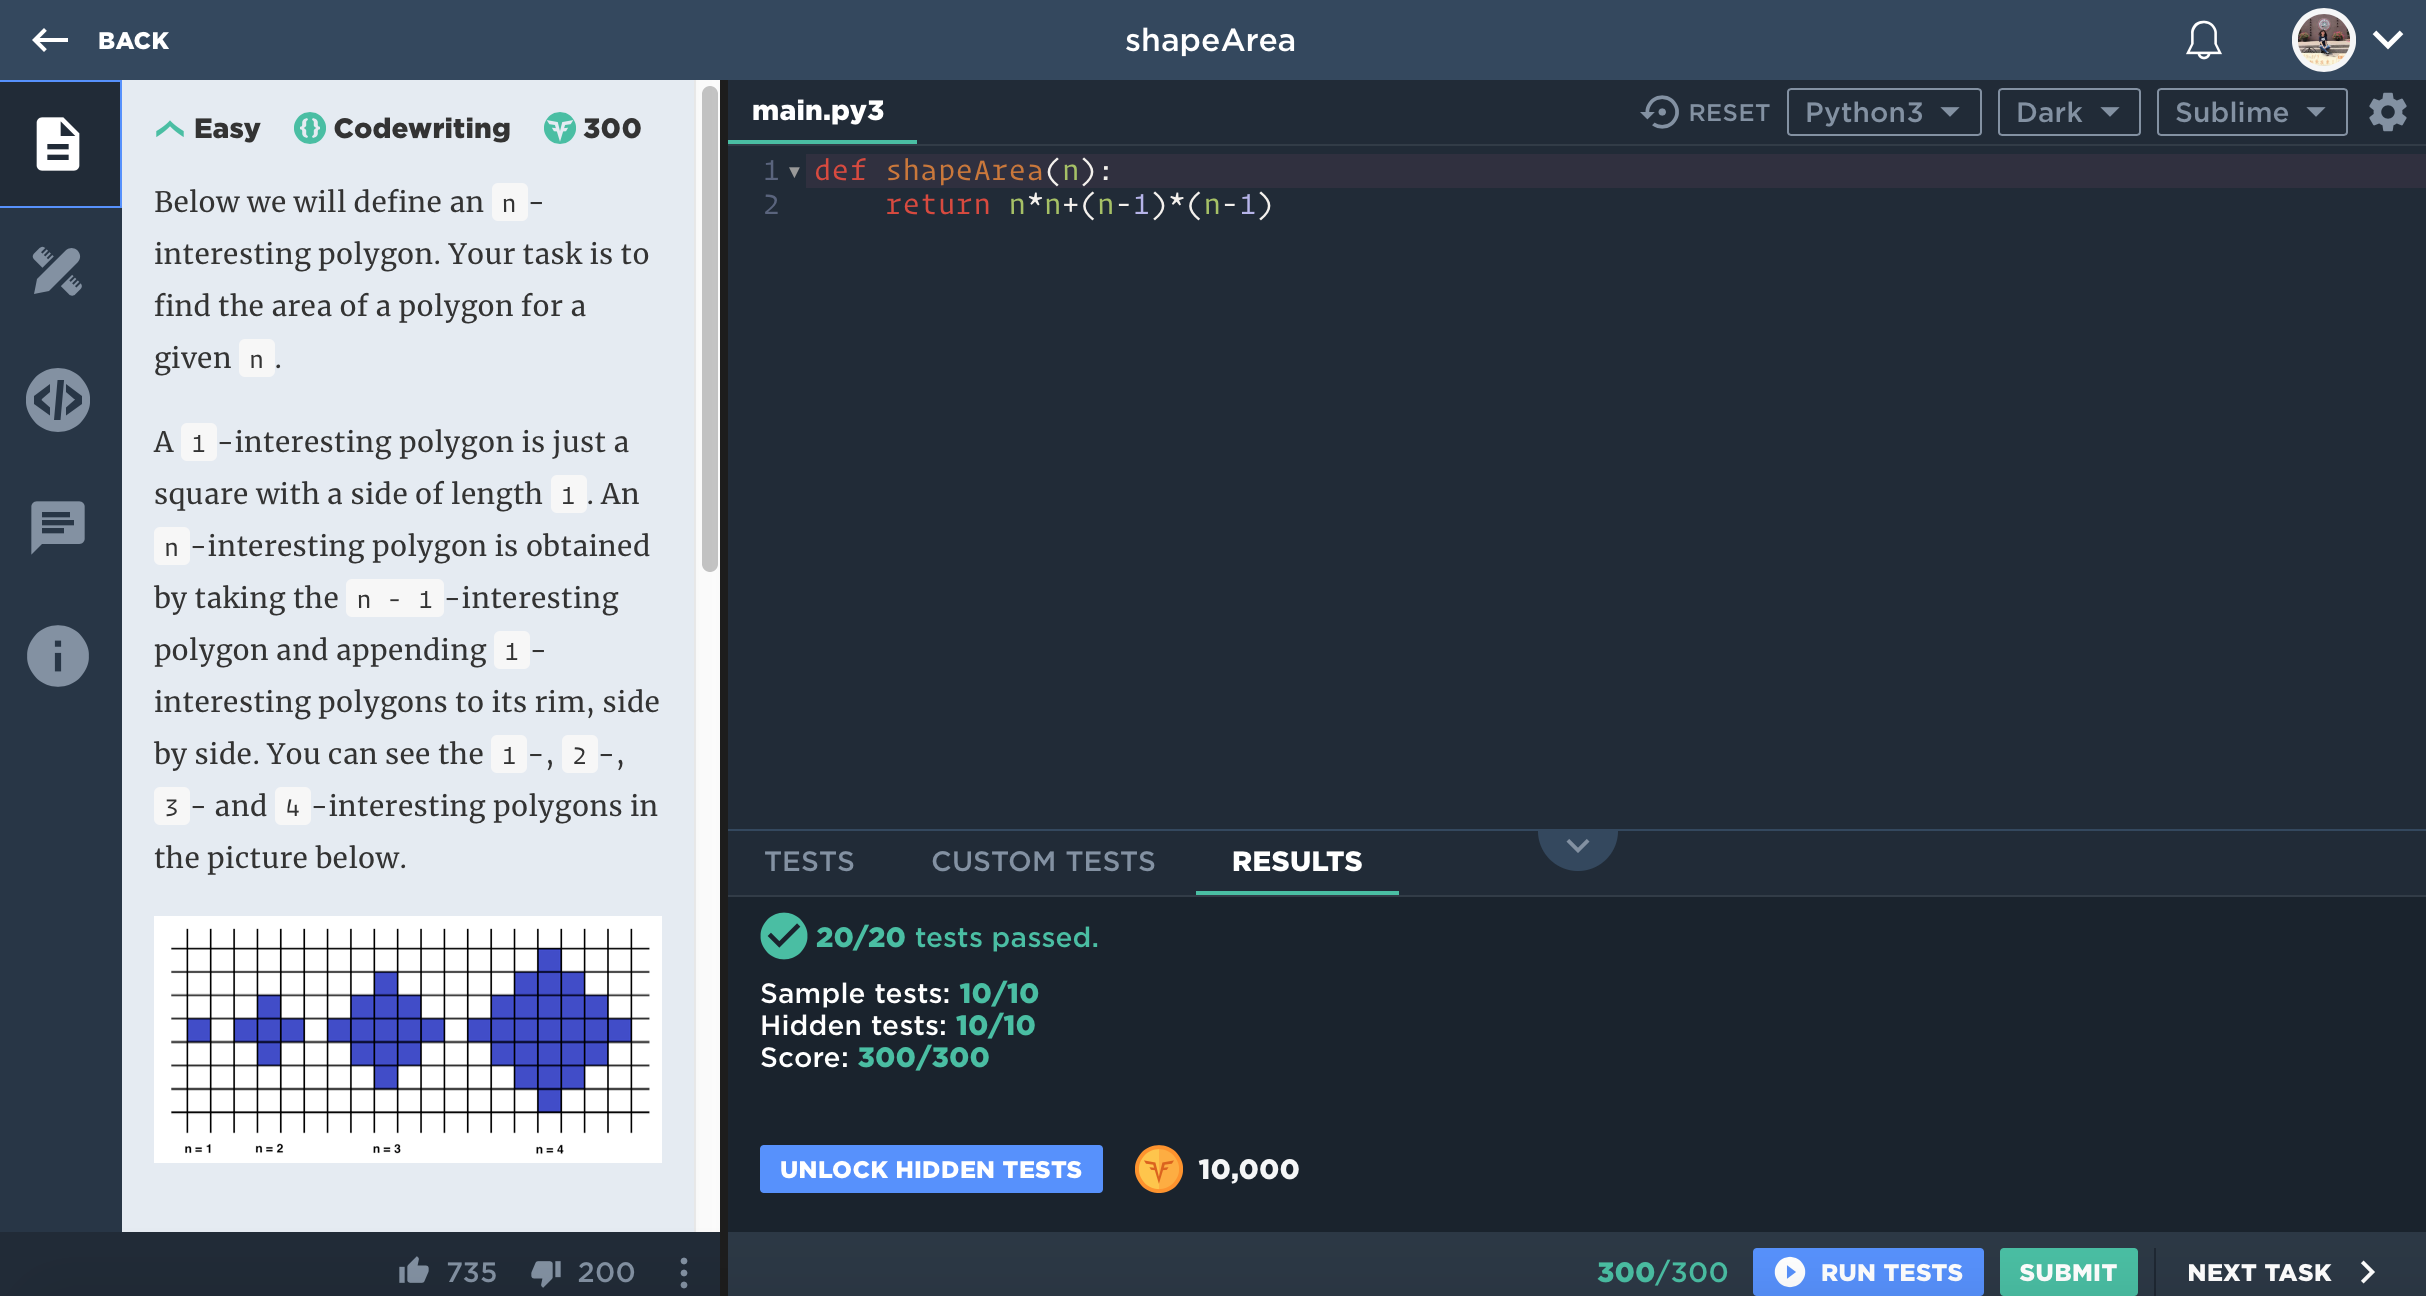 BACK
shapeArea
Easy Codewriting 300
Below we will define an n-
interesting polygon. Your task is to
find the area of a polygon for a
given n.
A 1-interesting polygon is just a
square with a side of length 1. An
n-interesting polygon is obtained
by taking the n - 1-interesting
polygon and appending 1-
interesting polygons to its rim, side
by side. You can see the 1-, 2-,
3- and 4-interesting polygons in
the picture below.
n = 1 n = 2 n = 3 n = 4
735 200
main.py3
RESET Python3 Dark Sublime
1 def shapeArea(n):
2 return n*n+(n-1)*(n-1)
TESTS CUSTOM TESTS RESULTS
20/20 tests passed.
Sample tests: 10/10
Hidden tests: 10/10
Score: 300/300
UNLOCK HIDDEN TESTS 10,000
300/300 RUN TESTS SUBMIT NEXT TASK